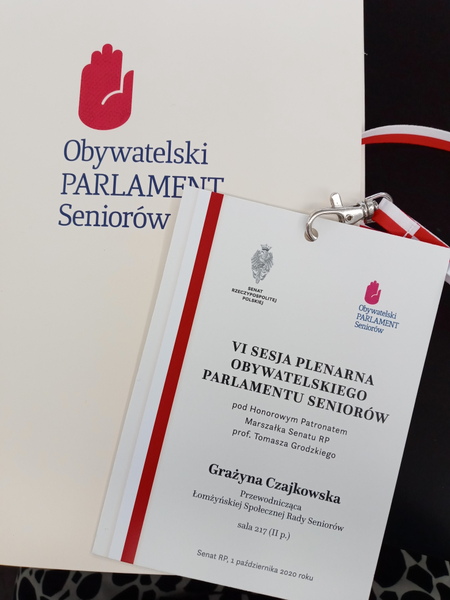 Obywatelski
PARLAMENT
Seniorów
SENAT
RZECZYPOSPOLITEJ
POLSKIEJ
Obywatelski
PARLAMENT
Seniorów
VI SESJA PLENARNA
OBYWATELSKIEGO
PARLAMENTU SENIORÓW
pod Honorowym Patronatem
Marszałka Senatu RP
prof. Tomasza Grodzkiego
Grażyna Czajkowska
Przewodnicząca
Łomżyńskiej Społecznej Rady Seniorów
sala 217 (II p.)
Senat RP, 1 października 2020 roku